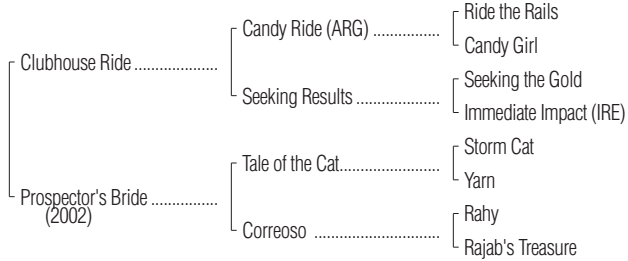 Ride the Rails
Candy Ride (ARG) ................
Candy Girl
Clubhouse Ride ....................
Seeking the Gold
Seeking Results ....................
Immediate Impact (IRE)
Storm Cat
Tale of the Cat........................
Yarn
Prospector's Bride ................
(2002)
Rahy
Correoso ..............................
Rajab's Treasure